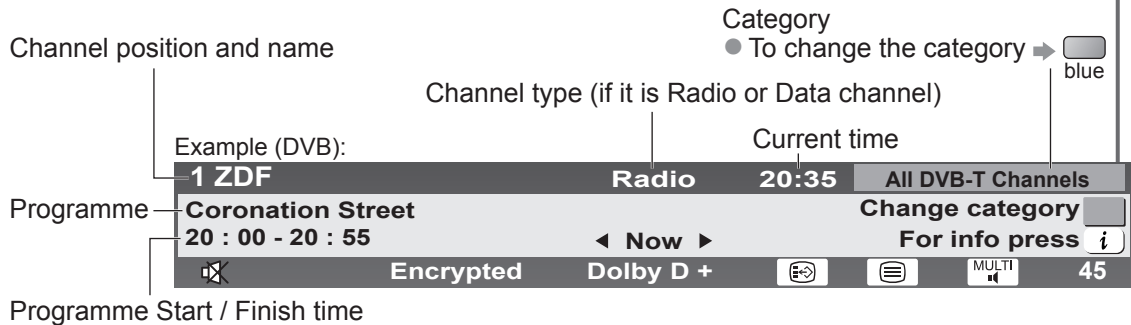 Category
Channel position and name
● To change the category
blue
Channel type (if it is Radio or Data channel)
Current time
Example (DVB):
1 ZDF Radio 20:35 All DVB-T Channels
Programme Coronation Street Change category
20 : 00 - 20 : 55 ◀ Now ▶ For info press i
Encrypted Dolby D + MULTI 45
Programme Start / Finish time